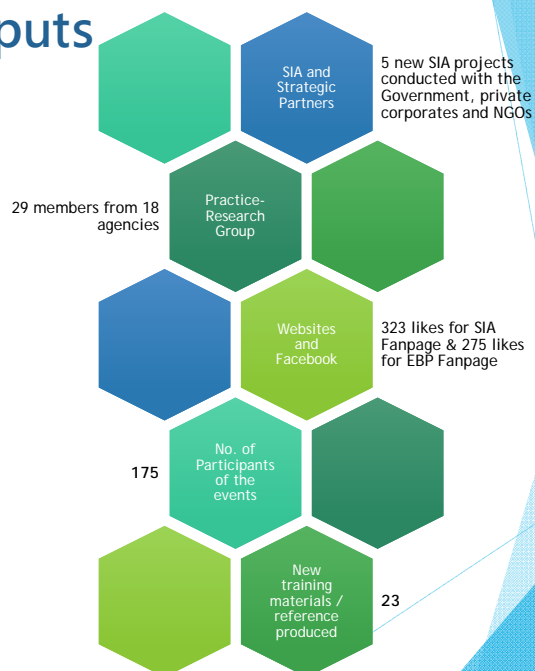 puts
SIA and
Strategic
Partners
5 new SIA projects
conducted with the
Government, private
corporates and NGOs
29 members from 18
agencies
Practice-
Research
Group
Websites
and
Facebook
323 likes for SIA
Fanpage & 275 likes
for EBP Fanpage
175
No. of
Participants
of the
events
New
training
materials /
reference
produced
23